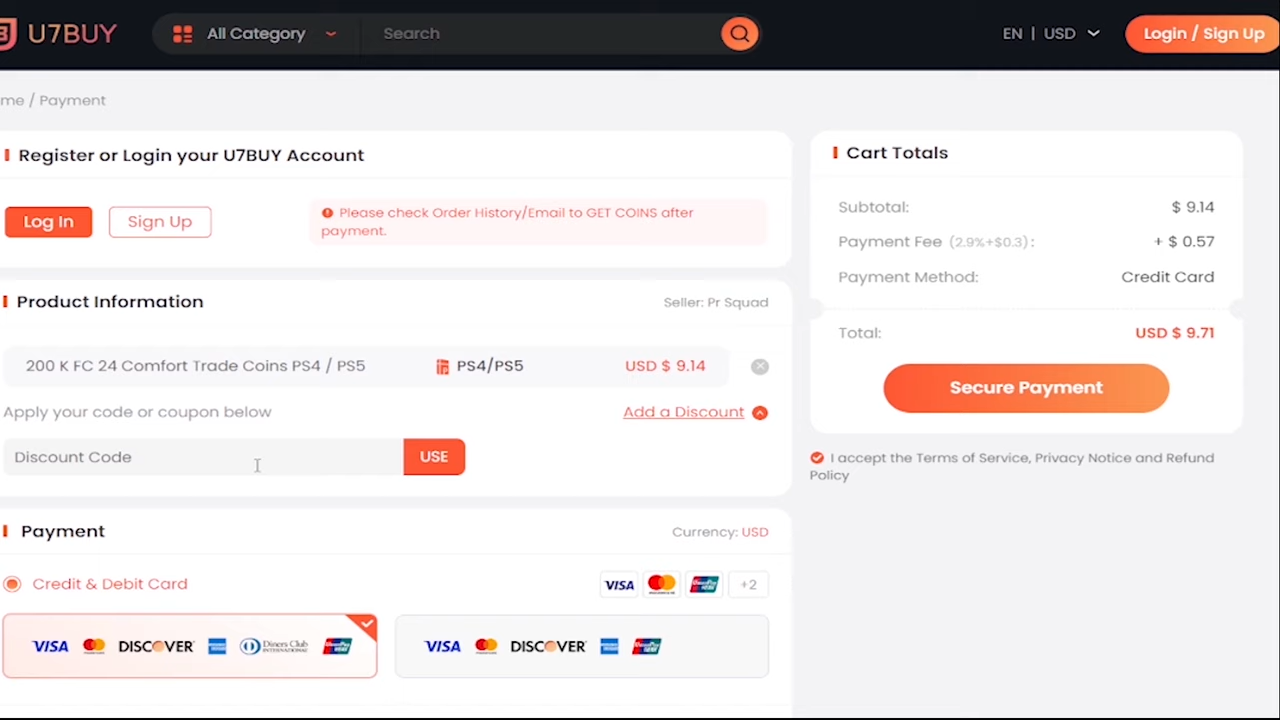 U7BUY
All Category
Search
EN | USD
Login / Sign Up
me / Payment
Register or Login your U7BUY Account
Log In
Sign Up
Please check Order History/Email to GET COINS after
payment.
Product Information
Seller: Pr Squad
200 K FC 24 Comfort Trade Coins PS4 / PS5
PS4/PS5
USD $ 9.14
Apply your code or coupon below
Add a Discount
Discount Code
USE
Payment
Currency: USD
Credit & Debit Card
VISA
+2
VISA DISCOVER Diners Club
INTERNATIONAL
VISA DISCOVER
Cart Totals
Subtotal: $ 9.14
Payment Fee (2.9%+$0.3) : + $ 0.57
Payment Method: Credit Card
Total: USD $ 9.71
Secure Payment
I accept the Terms of Service, Privacy Notice and Refund
Policy